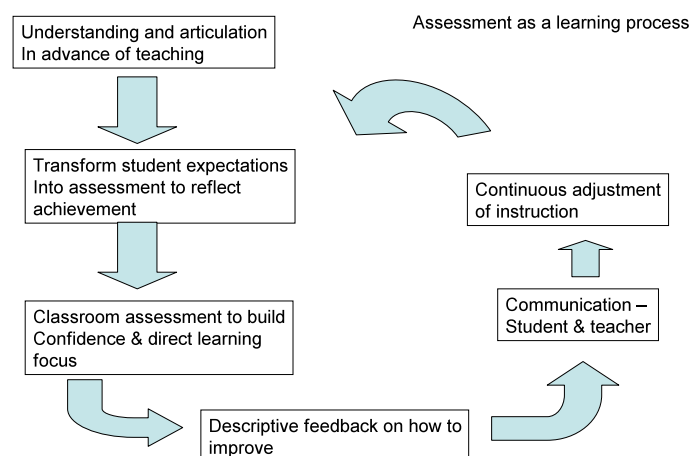 Assessment as a learning process
Understanding and articulation
In advance of teaching
Transform student expectations
Into assessment to reflect
achievement
Classroom assessment to build
Confidence & direct learning
focus
Descriptive feedback on how to
improve
Communication –
Student & teacher
Continuous adjustment
of instruction